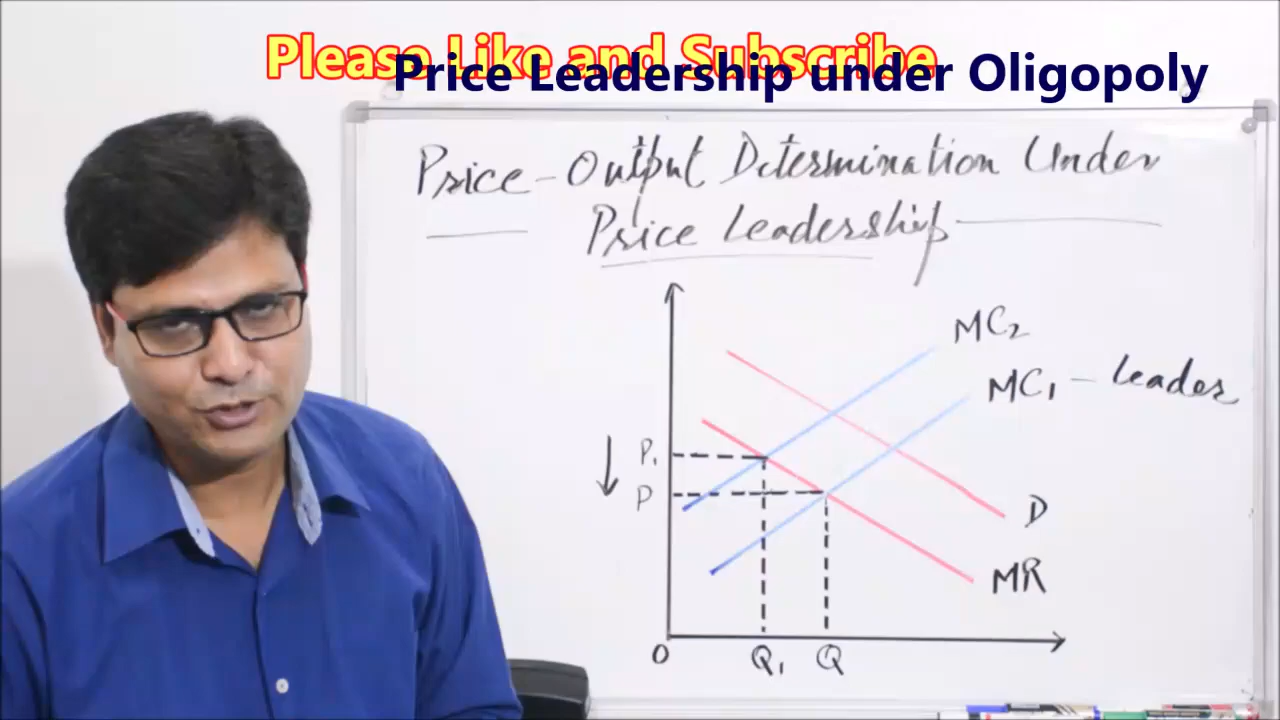 Please Like and Subscribe
Price Leadership under Oligopoly
Price - Output Determination Under
Price Leadership
MC2
MC1 - Leader
P1
P
D
MR
O
Q1
Q